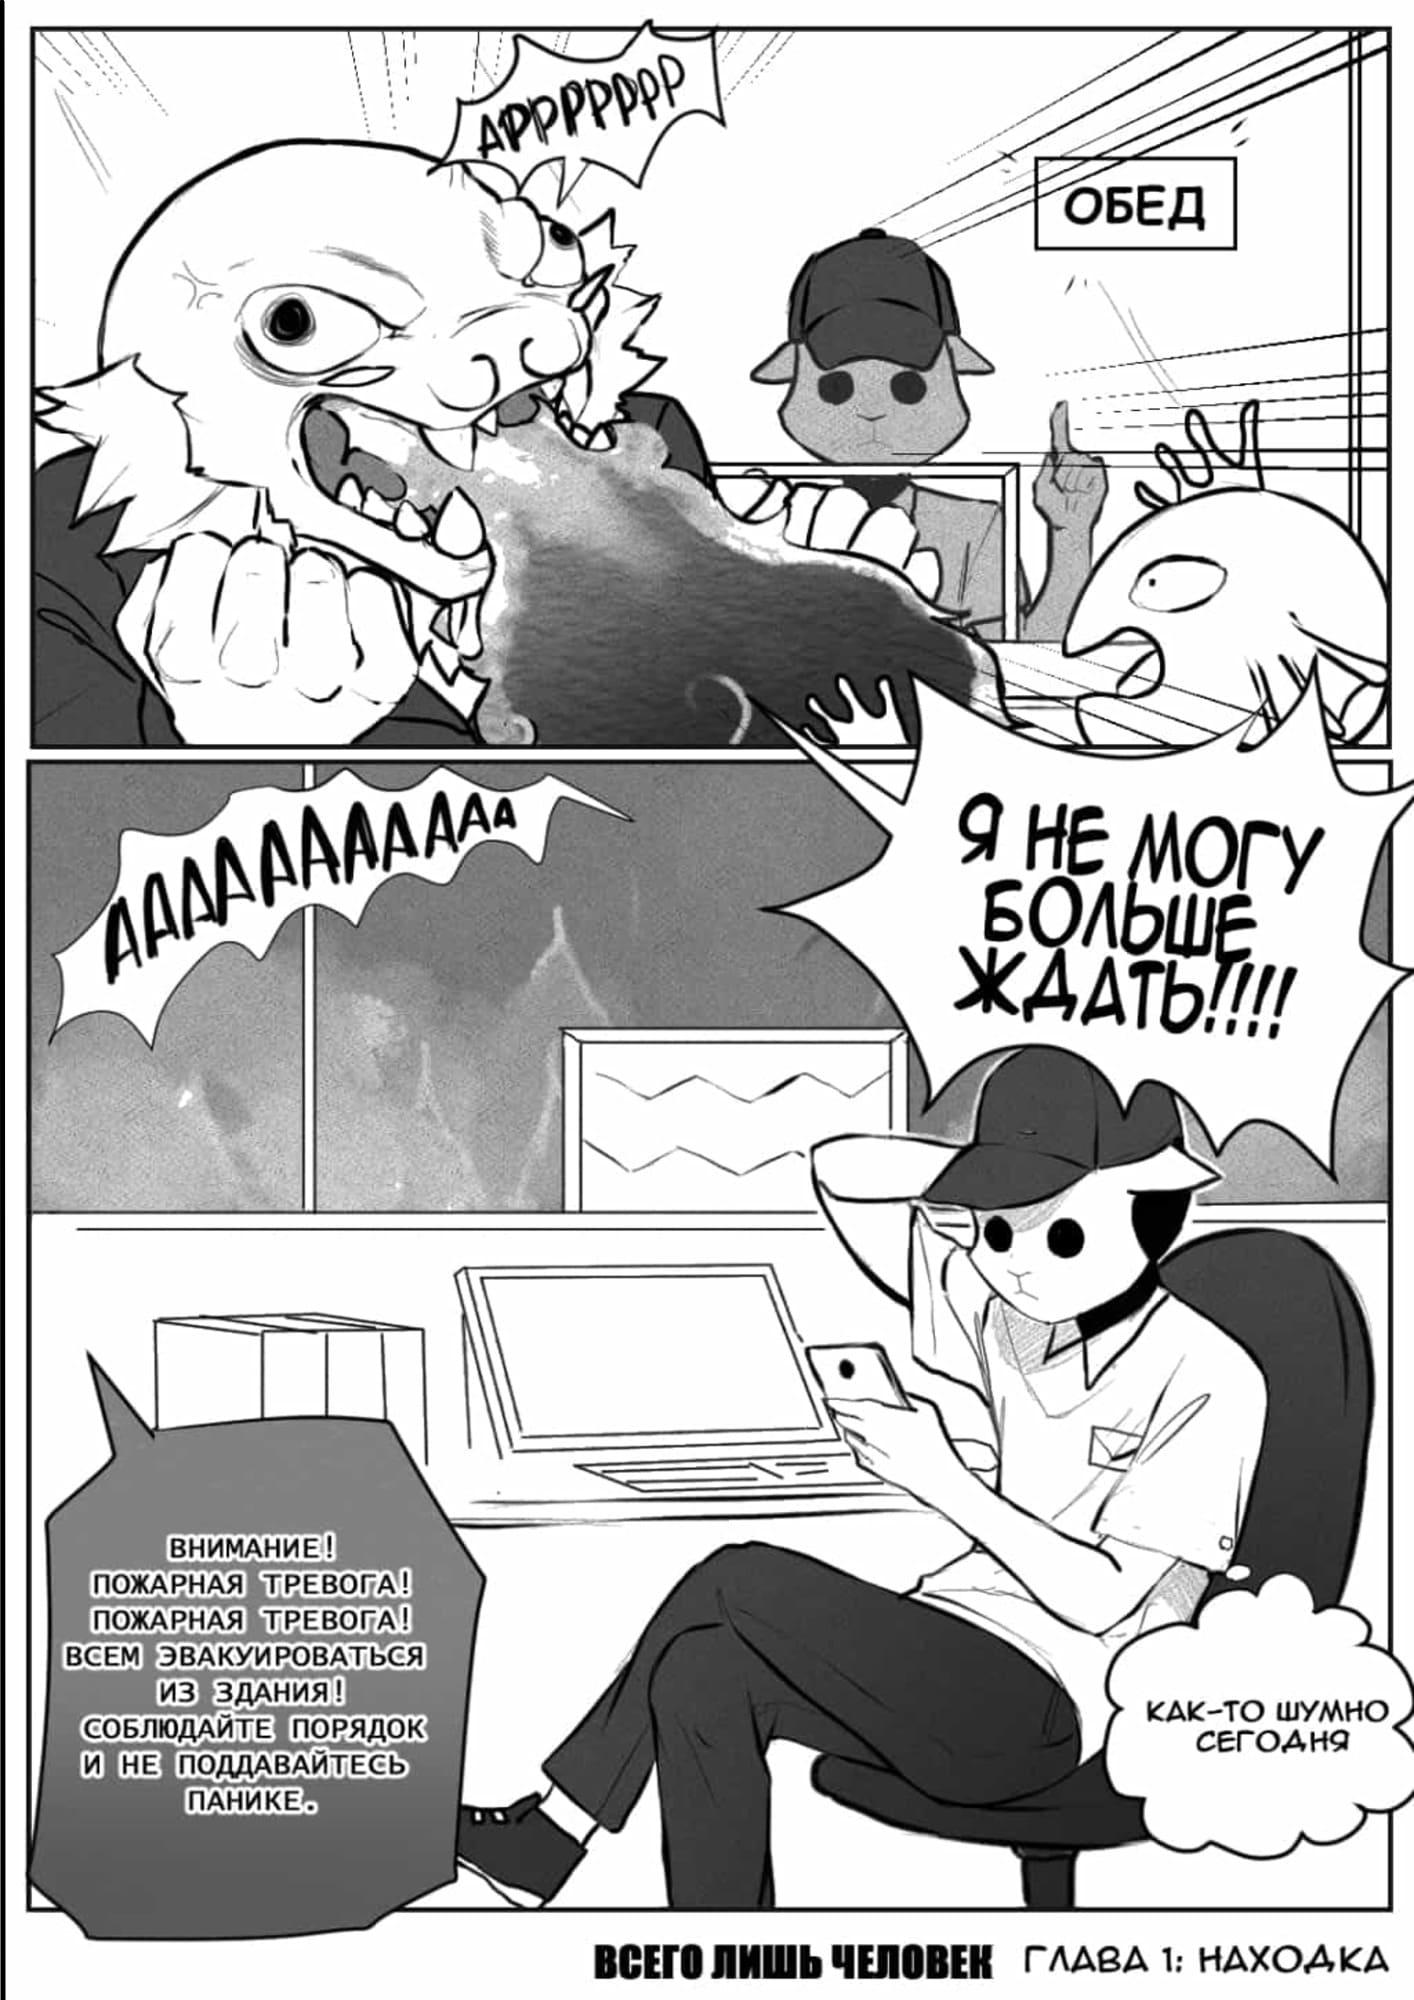 АРРРРРРР
ОБЕД
АААААААААААА
Я НЕ МОГУ
БОЛЬШЕ
ЖДАТЬ!!!!
ВНИМАНИЕ!
ПОЖАРНАЯ ТРЕВОГА!
ПОЖАРНАЯ ТРЕВОГА!
ВСЕМ ЭВАКУИРОВАТЬСЯ
ИЗ ЗДАНИЯ!
СОБЛЮДАЙТЕ ПОРЯДОК
И НЕ ПОДДАВАЙТЕСЬ
ПАНИКЕ.
КАК-ТО ШУМНО
СЕГОДНЯ
ВСЕГО ЛИШЬ ЧЕЛОВЕК ГЛАВА 1: НАХОДКА